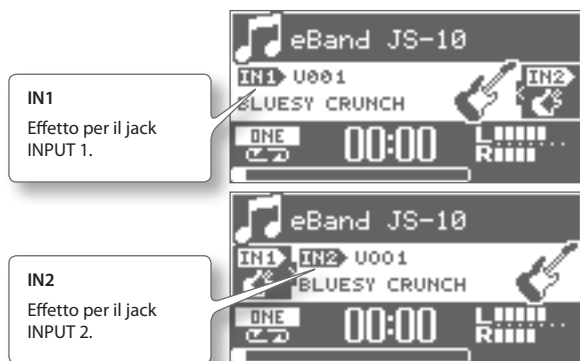 eBand JS-10
IN1 U001 IN2
BLUESY CRUNCH
ONE 00:00 L
R
IN1
Effetto per il jack
INPUT 1.
eBand JS-10
IN1 IN2 U001
BLUESY CRUNCH
ONE 00:00 L
R
IN2
Effetto per il jack
INPUT 2.